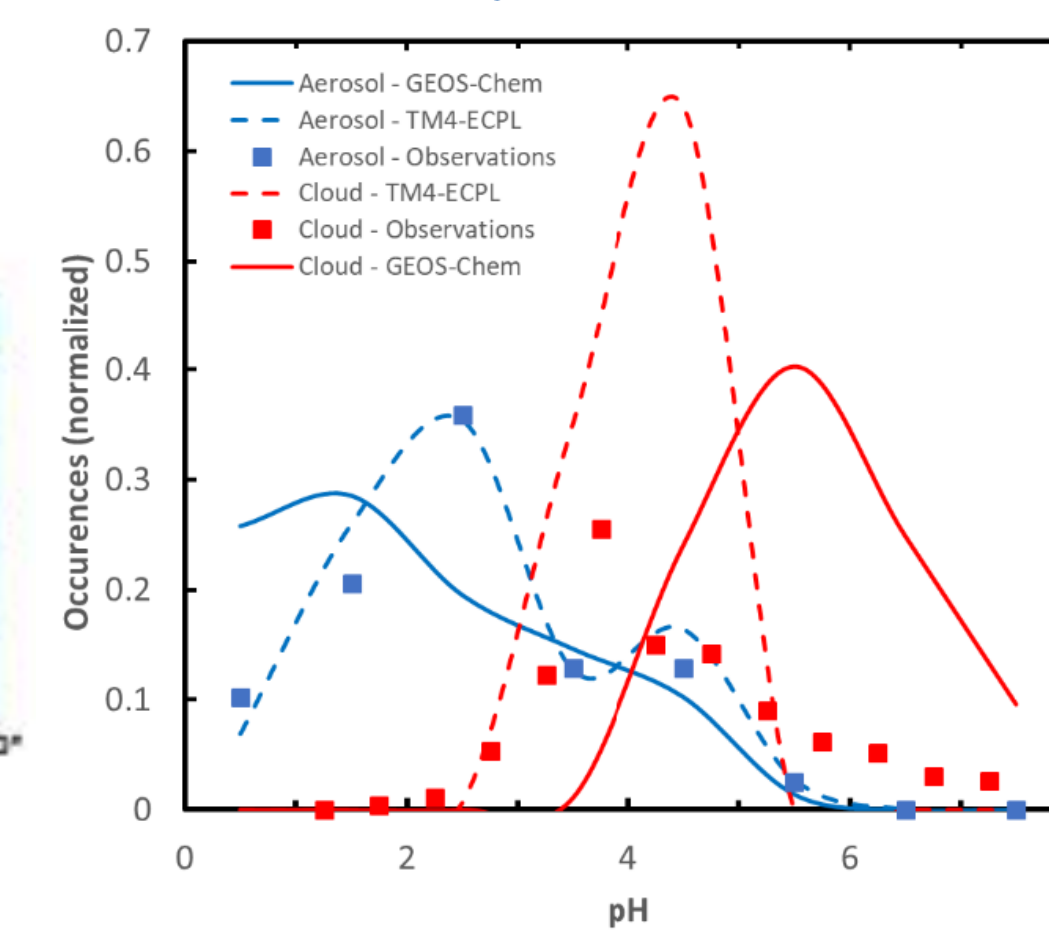 0.7
Aerosol - GEOS-Chem
Aerosol - TM4-ECPL
Aerosol - Observations
Cloud - TM4-ECPL
Cloud - Observations
Cloud - GEOS-Chem
0.6
0.5
0.4
0.3
0.2
0.1
0
Occurences (normalized)
0 2 4 6
pH